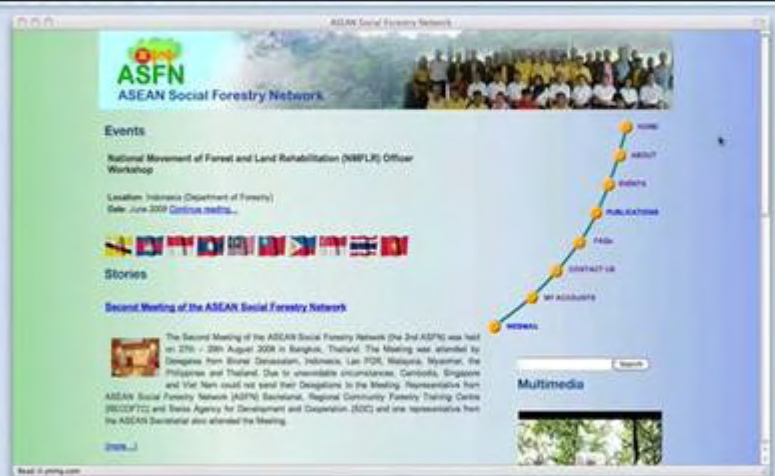 ASEAN Social Forestry Network
ASFN
ASEAN Social Forestry Network
Events
National Movement of Forest and Land Rehabilitation (NMFLR) Officer
Workshop
Location: Indonesia (Department of Forestry)
Date: June 2009 Continue reading...
Stories
Second Meeting of the ASEAN Social Forestry Network
The Second Meeting of the ASEAN Social Forestry Network (the 2nd ASFN) was held
on 27th - 29th August 2008 in Bangkok, Thailand. The Meeting was attended by
Delegates from Brunei Darussalam, Indonesia, Lao PDR, Malaysia, Myanmar, the
Philippines and Thailand. Due to unavoidable circumstances, Cambodia, Singapore
and Viet Nam could not send their Delegations to the Meeting. Representative from
ASEAN Social Forestry Network (ASFN) Secretariat, Regional Community Forestry Training Centre
(RECOFTC) and Swiss Agency for Development and Cooperation (SDC) and one representative from
the ASEAN Secretariat also attended the Meeting.
(more...)
HOME
ABOUT
EVENTS
PUBLICATIONS
FAQs
CONTACT US
MY ACCOUNTS
WEBMAIL
Search
Multimedia